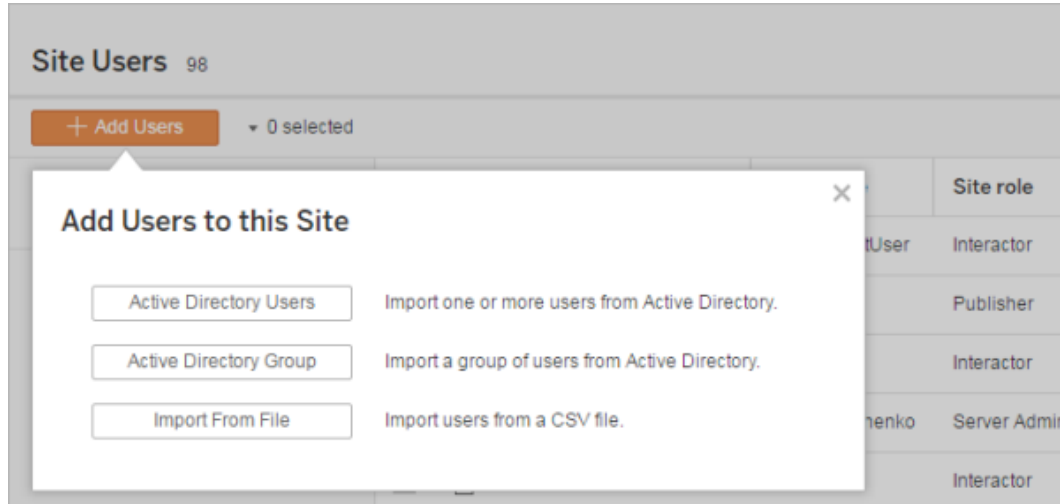 Site Users 98
+ Add Users 0 selected
Site role
Add Users to this Site
Interactor
Active Directory Users Import one or more users from Active Directory.
Publisher
Active Directory Group Import a group of users from Active Directory.
Interactor
Import From File Import users from a CSV file.
Server
Interactor